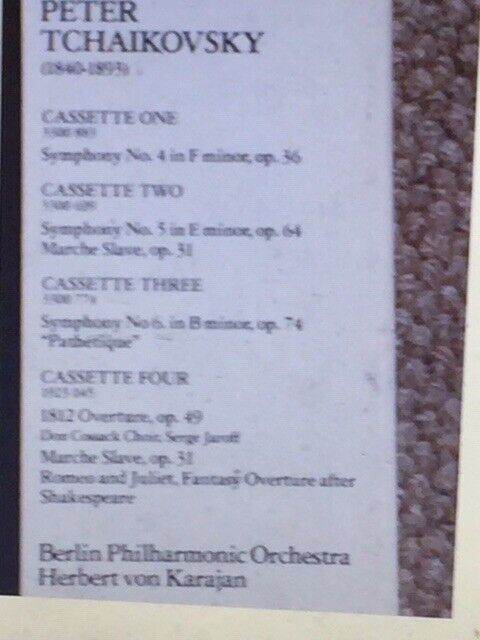 PETER
TCHAIKOVSKY
(1840-1893)
CASSETTE ONE
Symphony No. 4 in F minor, op. 36
CASSETTE TWO
Symphony No. 5 in E minor, op. 64
Marche Slave, op. 31
CASSETTE THREE
3300 774
Symphony No 6. in B minor, op. 74
"Pathetique"
CASSETTE FOUR
1812 Overture, op. 49
Don Cossack Choir, Serge Jaroff
Marche Slave, op. 31
Romeo and Juliet, Fantasy Overture after
Shakespeare
Berlin Philharmonic Orchestra
Herbert von Karajan